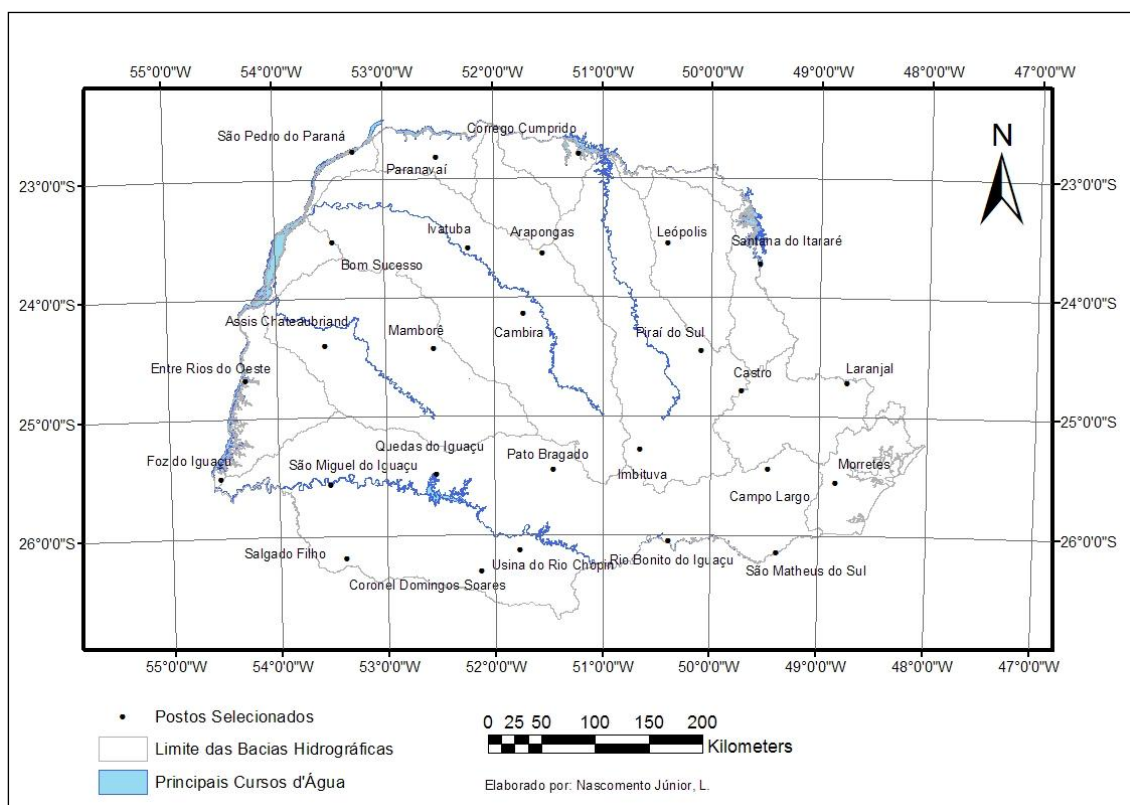 55°0'0"W 54°0'0"W 53°0'0"W 52°0'0"W 51°0'0"W 50°0'0"W 49°0'0"W 48°0'0"W 47°0'0"W
N
São Pedro do Paraná
Corrego Cumprido
Paranavaí
23°0'0"S 23°0'0"S
Ivatuba
Arapongas
Leópolis
Santana do Itararé
Bom Sucesso
24°0'0"S 24°0'0"S
Assis Chateaubriand
Mamborê
Cambira
Piraí do Sul
Entre Rios do Oeste
Castro
Laranjal
25°0'0"S 25°0'0"S
Quedas do Iguaçu
Foz do Iguaçu
São Miguel do Iguaçu
Pato Bragado
Imbituva
Morretes
Campo Largo
26°0'0"S 26°0'0"S
Salgado Filho
Usina do Rio Chopin
Rio Bonito do Iguaçu
São Matheus do Sul
Coronel Domingos Soares
55°0'0"W 54°0'0"W 53°0'0"W 52°0'0"W 51°0'0"W 50°0'0"W 49°0'0"W 48°0'0"W 47°0'0"W
Postos Selecionados
Limite das Bacias Hidrográficas
Principais Cursos d'Água
0 25 50 100 150 200
Kilometers
Elaborado por: Nascomento Júnior, L.